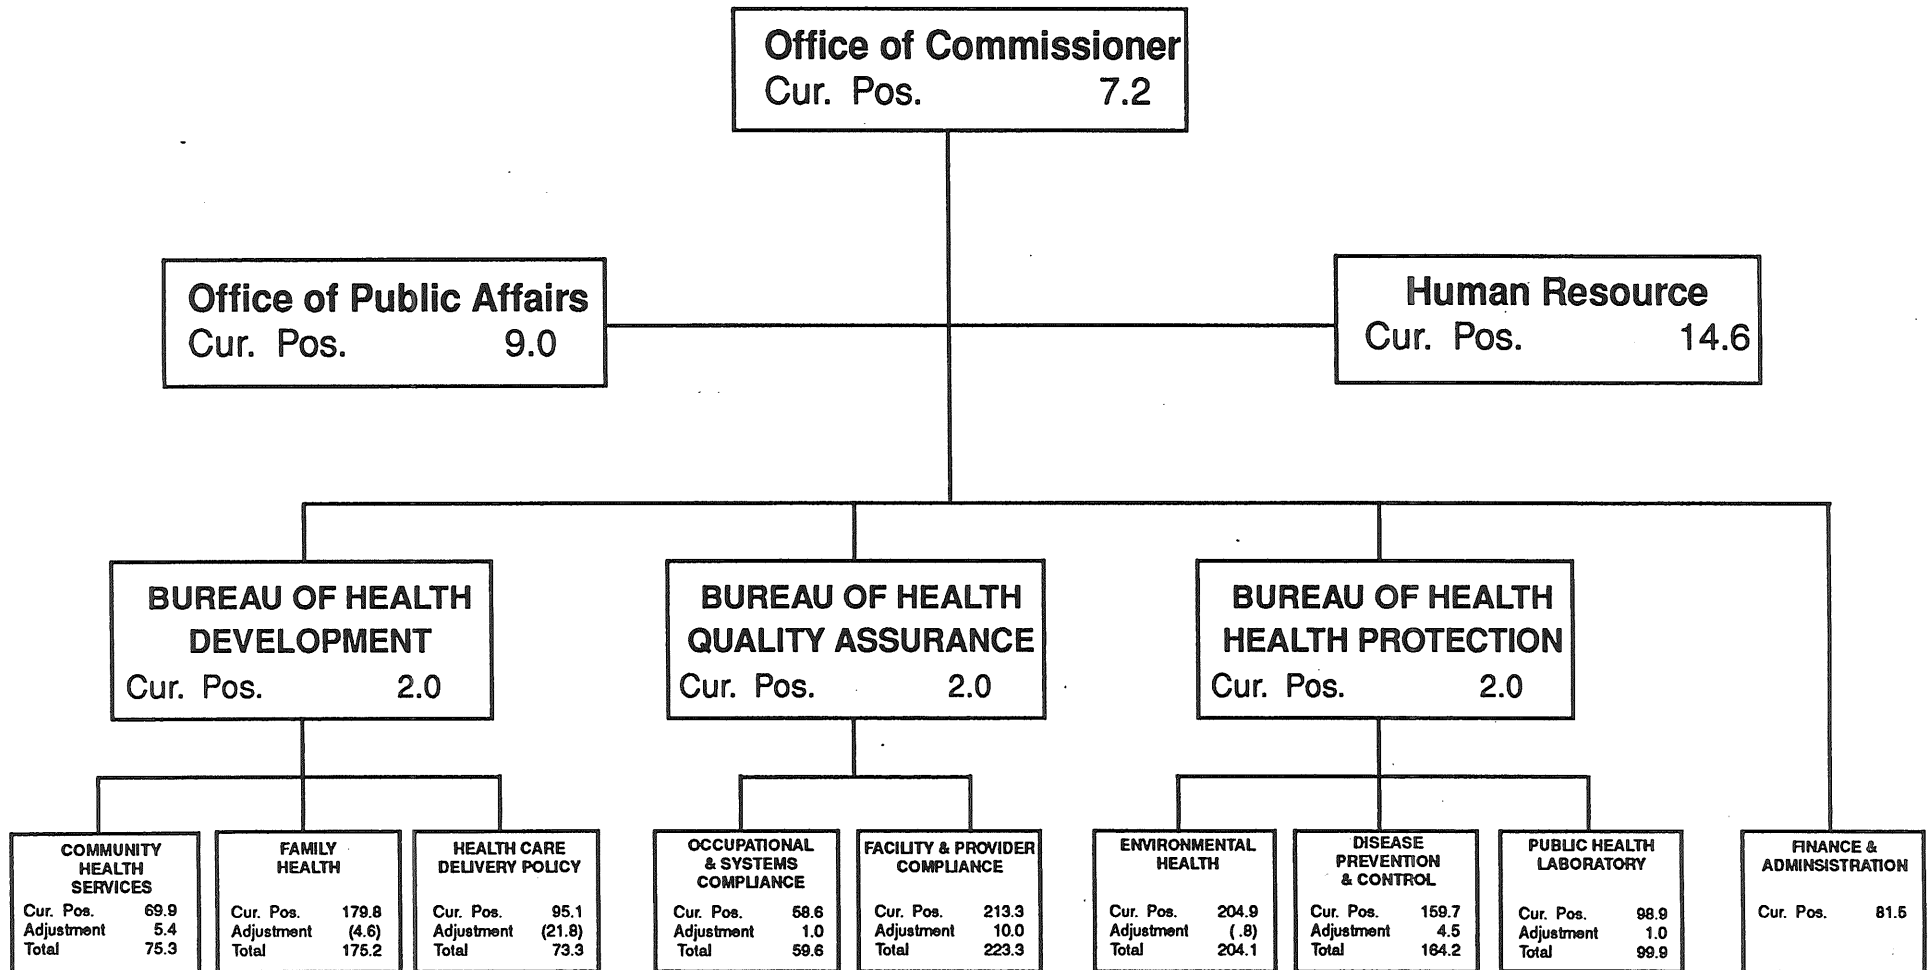 Office of Commissioner
Cur. Pos. 7.2
Office of Public Affairs
Cur. Pos. 9.0
Human Resource
Cur. Pos. 14.6
BUREAU OF HEALTH
DEVELOPMENT
Cur. Pos. 2.0
BUREAU OF HEALTH
QUALITY ASSURANCE
Cur. Pos. 2.0
BUREAU OF HEALTH
HEALTH PROTECTION
Cur. Pos. 2.0
COMMUNITY
HEALTH
SERVICES
Cur. Pos. 69.9
Adjustment 5.4
Total 75.3
FAMILY
HEALTH
Cur. Pos. 179.8
Adjustment (4.6)
Total 175.2
HEALTH CARE
DELIVERY POLICY
Cur. Pos. 95.1
Adjustment (21.8)
Total 73.3
OCCUPATIONAL
& SYSTEMS
COMPLIANCE
Cur. Pos. 58.6
Adjustment 1.0
Total 59.6
FACILITY & PROVIDER
COMPLIANCE
Cur. Pos. 213.3
Adjustment 10.0
Total 223.3
ENVIRONMENTAL
HEALTH
Cur. Pos. 204.9
Adjustment (.8)
Total 204.1
DISEASE
PREVENTION
& CONTROL
Cur. Pos. 159.7
Adjustment 4.5
Total 164.2
PUBLIC HEALTH
LABORATORY
Cur. Pos. 98.9
Adjustment 1.0
Total 99.9
FINANCE &
ADMINSISTRATION
Cur. Pos. 81.5